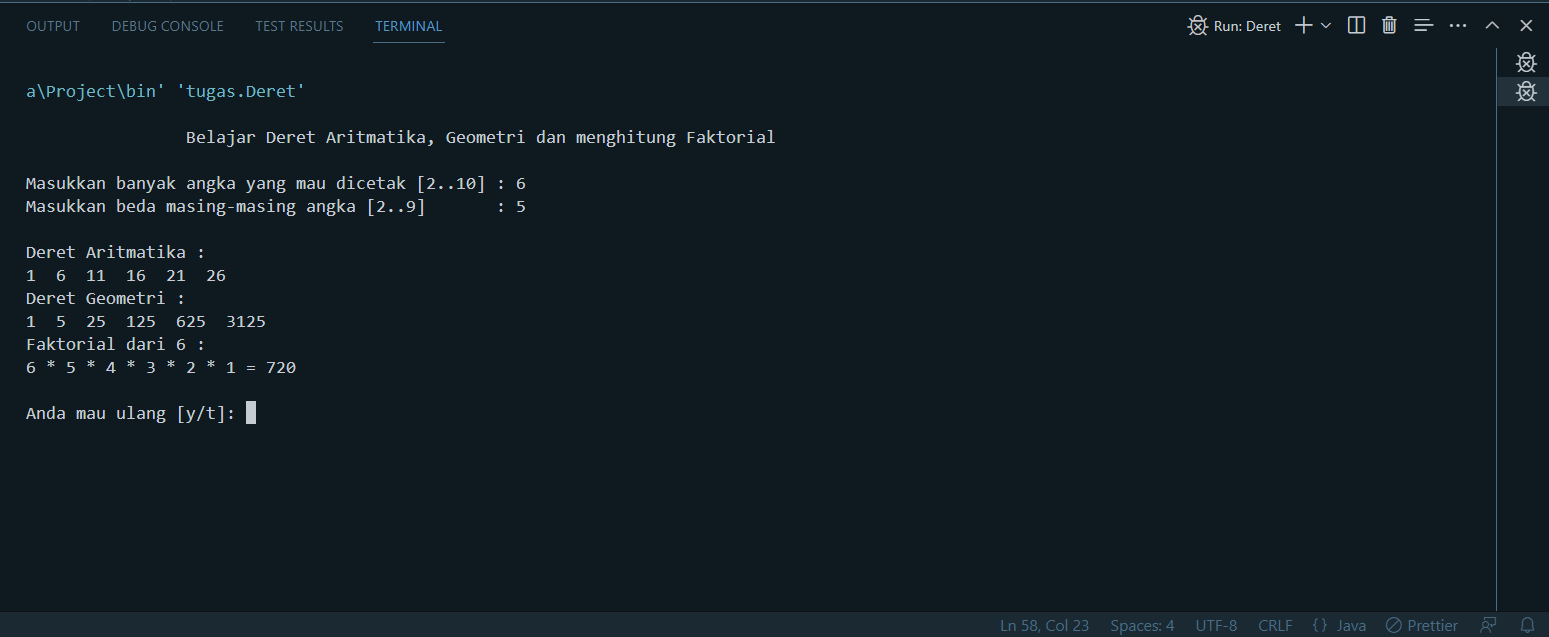 OUTPUT DEBUG CONSOLE TEST RESULTS TERMINAL Run: Deret
a\Project\bin' 'tugas.Deret'
Belajar Deret Aritmatika, Geometri dan menghitung Faktorial
Masukkan banyak angka yang mau dicetak [2..10] : 6
Masukkan beda masing-masing angka [2..9] : 5
Deret Aritmatika :
1 6 11 16 21 26
Deret Geometri :
1 5 25 125 625 3125
Faktorial dari 6 :
6 * 5 * 4 * 3 * 2 * 1 = 720
Anda mau ulang [y/t]:
Ln 58, Col 23 Spaces: 4 UTF-8 CRLF {} Java Prettier